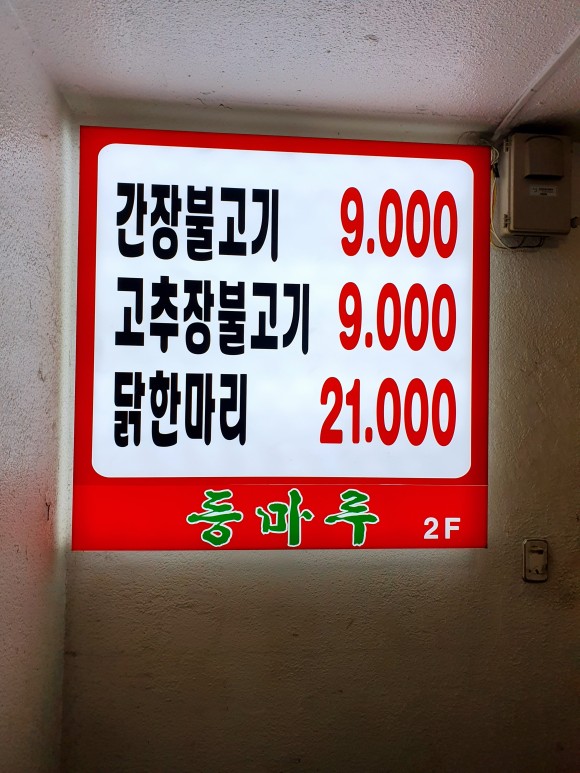 간장불고기 9.000
고추장불고기 9.000
닭한마리 21.000
등마루 2F